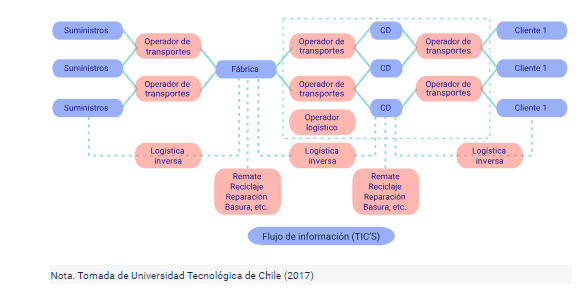 Suministros
Operador de
transportes
Operador de
transportes
CD
Operador de
transportes
Cliente 1
Suministros
Fábrica
CD
Cliente 1
Suministros
Operador de
transportes
Operador de
transportes
CD
Operador de
transportes
Cliente 1
Operador
logístico
Logística
inversa
Logística
inversa
Logística
inversa
Remate
Reciclaje
Reparación
Basura, etc.
Remate
Reciclaje
Reparación
Basura, etc.
Flujo de información (TIC'S)
Nota. Tomada de Universidad Tecnológica de Chile (2017)